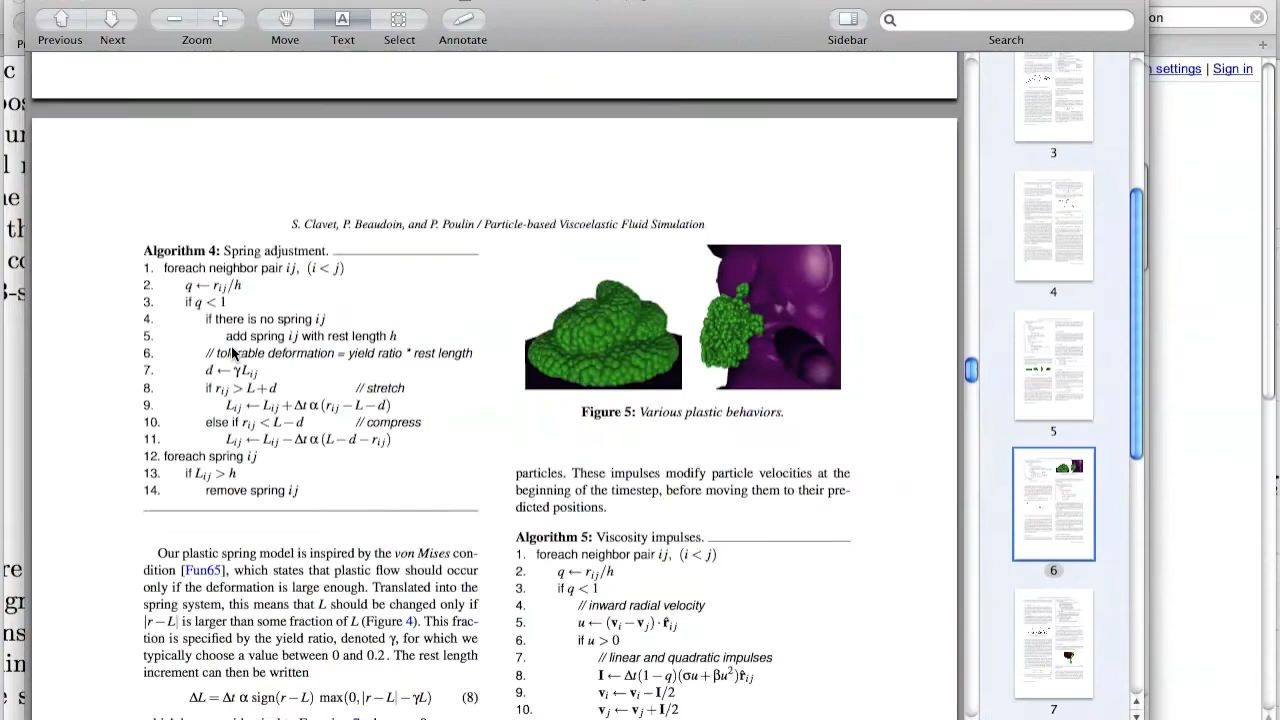 Previous Next Zoom Move Text Select Annotate Sidebar Search
on
settings | Sign in
S. Clavet, P. Beaudoin, and P. Poulin / Particle-based Viscoelastic Fluid Simulation
Algorithm 4: Spring adjustment.
1. foreach neighbor pair ij, (i < j)
2. q ← rij/h
3. if q < 1
4. if there is no spring ij
5. add spring ij with rest length h
6. // tolerable deformation = yield ratio * rest length
7. d ← γLij
8. if rij > L + d // stretch
9. Lij ← Lij + Δt α(rij − L − d)
10. else if rij < L − d // compress
11. Lij ← Lij − Δt α(L − d − rij)
12. foreach spring ij
13. if Lij > h
14. remove spring ij
Our plastic spring model is inspired by the von Mises con-
dition [Fun65], which states that plastic flow should occur
only if the deformation is large enough. Translated into the
spring system, this means that L should be changed only if
|r−L| is larger than some fraction of L (Figure 4). This frac-
tion is specified by the yield ratio, denoted γ, for which we
typically choose a value between 0 and 0.2. The rest length
increment can then be written
ΔL = Δt α sign(r − L) max(0, |r − L| − γL) (8)
Figure 5: Various plastic behaviors.
particles. These impulses modify particle velocities at the
beginning of the timestep, before moving them to their pre-
dicted positions.
Algorithm 5: Viscosity impulses.
1. foreach neighbor pair ij, (i < j)
2. q ← rij/h
3. if q < 1
4. // inward radial velocity
5. u ← (vi − vj) · r̂ij
6. if u > 0
7. // linear and quadratic impulses
8. I ← Δt(1 − q)(σu + βu²)r̂ij
9. vi ← vi − I/2
10. vj ← vj + I/2
3
4
5
6
7